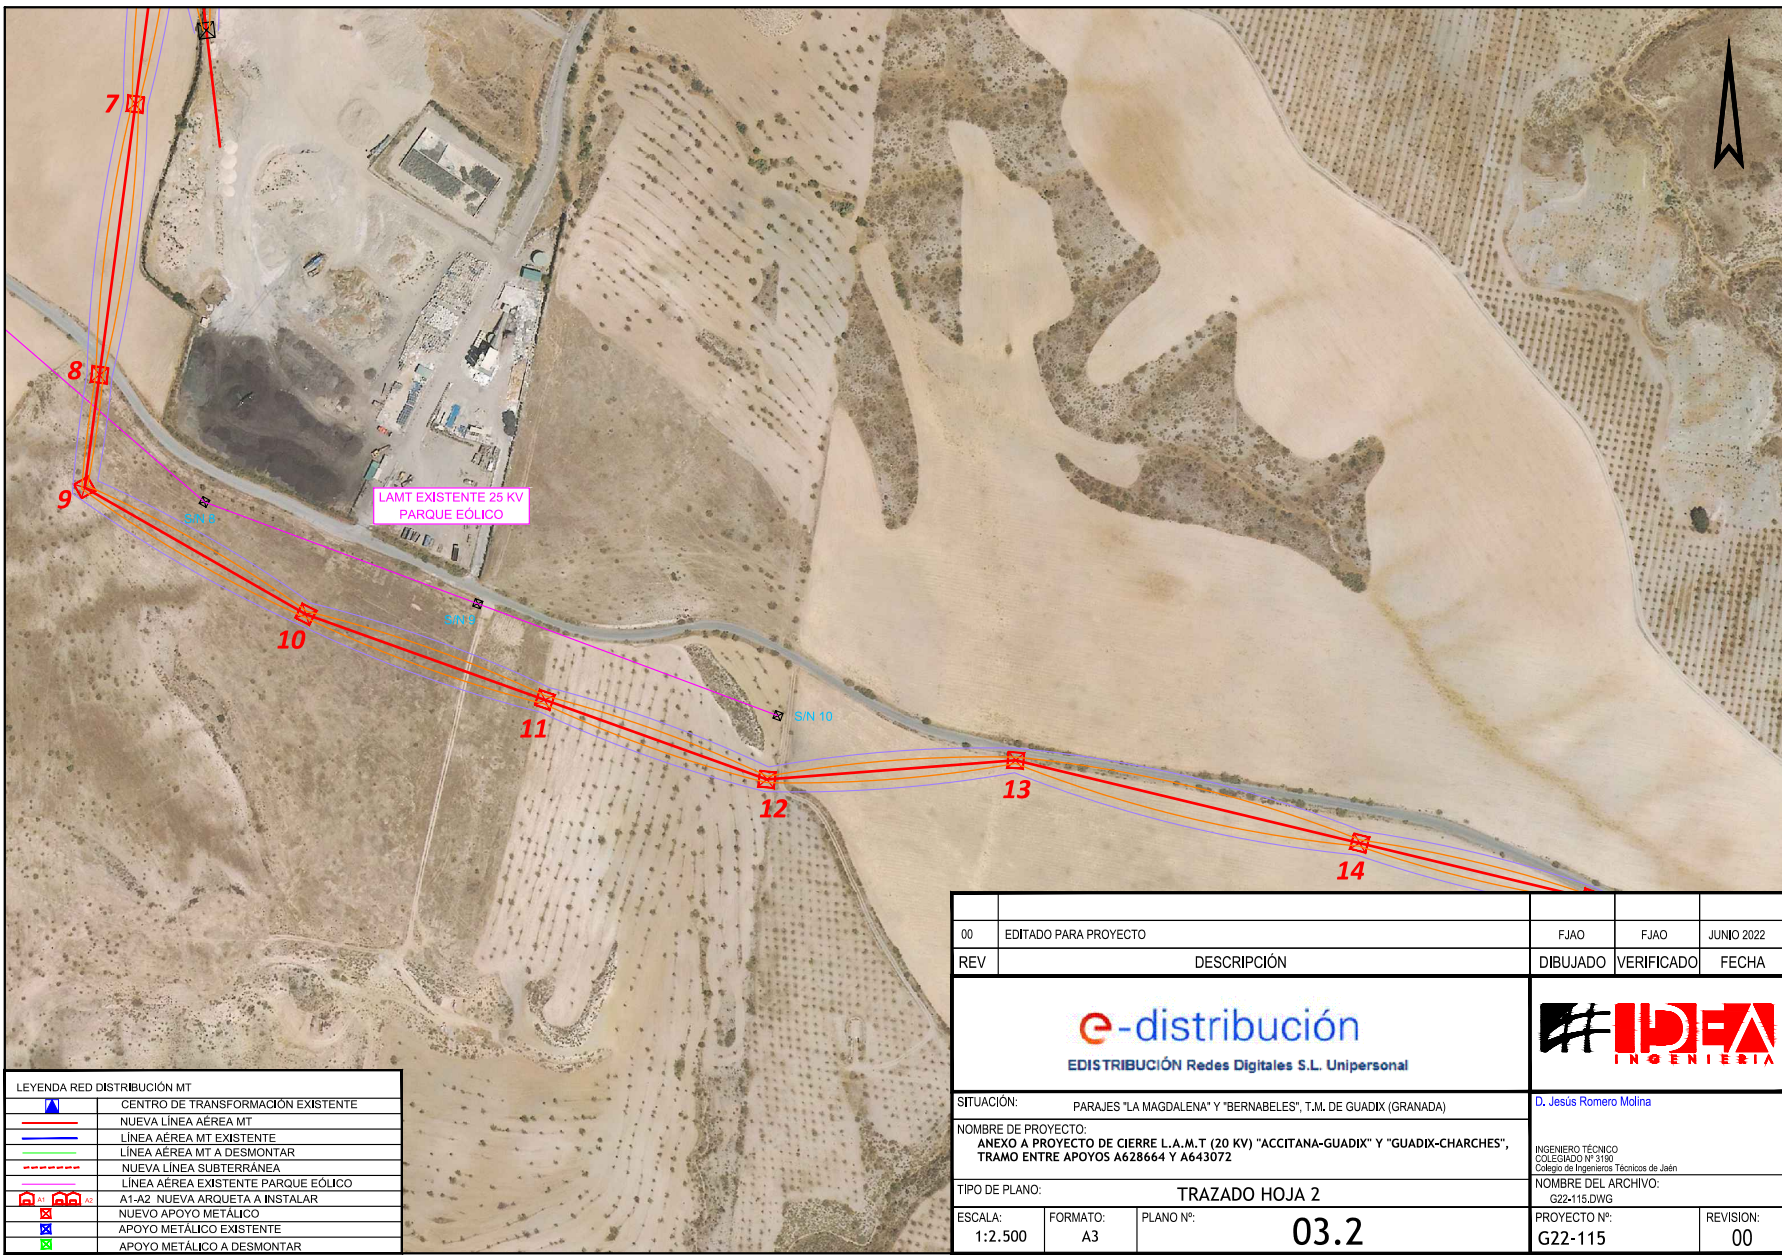 7
8
9
LAMT EXISTENTE 25 KV
PARQUE EÓLICO
S/N 8
S/N 9
10
11
S/N 10
12
13
14
LEYENDA RED DISTRIBUCIÓN MT
CENTRO DE TRANSFORMACIÓN EXISTENTE
NUEVA LÍNEA AÉREA MT
LÍNEA AÉREA MT EXISTENTE
LÍNEA AÉREA MT A DESMONTAR
NUEVA LÍNEA SUBTERRÁNEA
LÍNEA AÉREA EXISTENTE PARQUE EÓLICO
A1 A2 A1-A2 NUEVA ARQUETA A INSTALAR
NUEVO APOYO METÁLICO
APOYO METÁLICO EXISTENTE
APOYO METÁLICO A DESMONTAR
00 EDITADO PARA PROYECTO FJAO FJAO JUNIO 2022
REV DESCRIPCIÓN DIBUJADO VERIFICADO FECHA
e-distribución
EDISTRIBUCIÓN Redes Digitales S.L. Unipersonal
IDEA
INGENIERIA
SITUACIÓN: PARAJES "LA MAGDALENA" Y "BERNABELES", T.M. DE GUADIX (GRANADA)
NOMBRE DE PROYECTO:
ANEXO A PROYECTO DE CIERRE L.A.M.T (20 KV) "ACCITANA-GUADIX" Y "GUADIX-CHARCHES",
TRAMO ENTRE APOYOS A628664 Y A643072
D. Jesús Romero Molina
INGENIERO TÉCNICO
COLEGIADO Nº 3190
Colegio de Ingenieros Técnicos de Jaén
TIPO DE PLANO: TRAZADO HOJA 2
NOMBRE DEL ARCHIVO:
G22-115.DWG
ESCALA:
1:2.500
FORMATO:
A3
PLANO Nº:
03.2
PROYECTO Nº:
G22-115
REVISION:
00